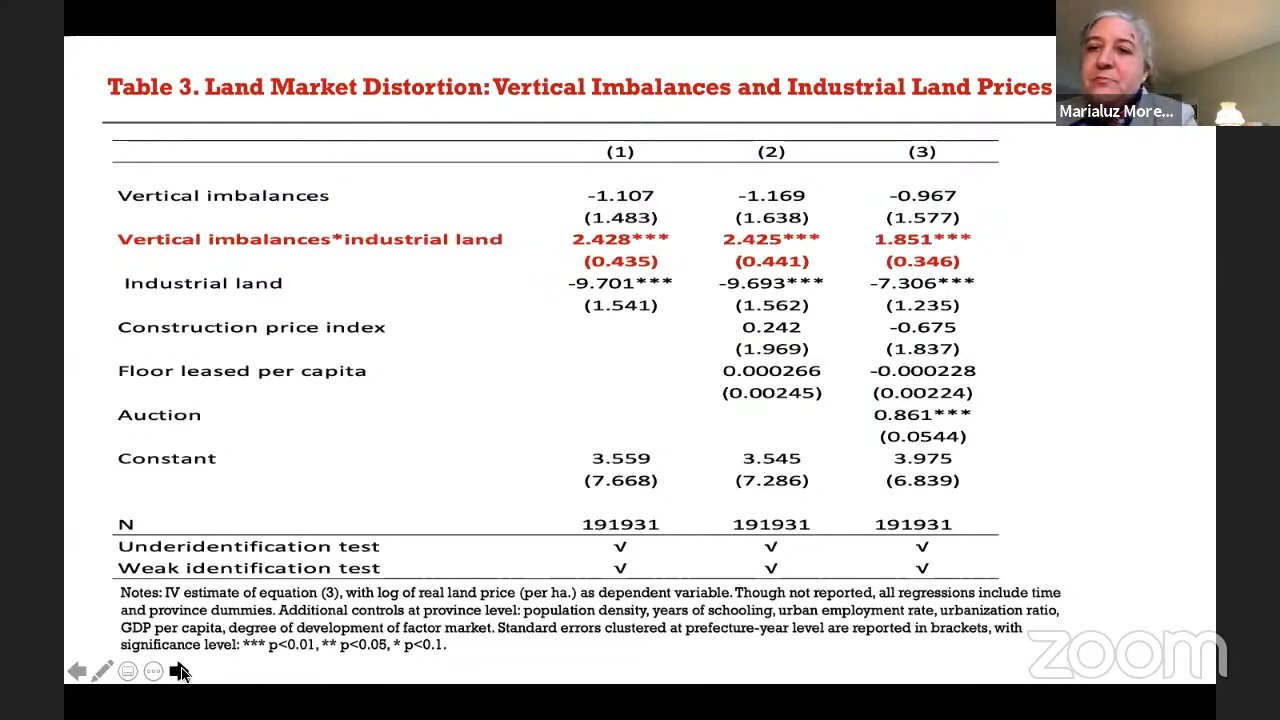 Table 3. Land Market Distortion: Vertical Imbalances and Industrial Land Prices
Marialuz More...
(1) (2) (3)
Vertical imbalances -1.107 -1.169 -0.967
(1.483) (1.638) (1.577)
Vertical imbalances*industrial land 2.428*** 2.425*** 1.851***
(0.435) (0.441) (0.346)
Industrial land -9.701*** -9.693*** -7.306***
(1.541) (1.562) (1.235)
Construction price index 0.242 -0.675
(1.969) (1.837)
Floor leased per capita 0.000266 -0.000228
(0.00245) (0.00224)
Auction 0.861***
(0.0544)
Constant 3.559 3.545 3.975
(7.668) (7.286) (6.839)
N 191931 191931 191931
Underidentification test √ √ √
Weak identification test √ √ √
Notes: IV estimate of equation (3), with log of real land price (per ha.) as dependent variable. Though not reported, all regressions include time
and province dummies. Additional controls at province level: population density, years of schooling, urban employment rate, urbanization ratio,
GDP per capita, degree of development of factor market. Standard errors clustered at prefecture-year level are reported in brackets, with
significance level: *** p<0.01, ** p<0.05, * p<0.1.
zoom